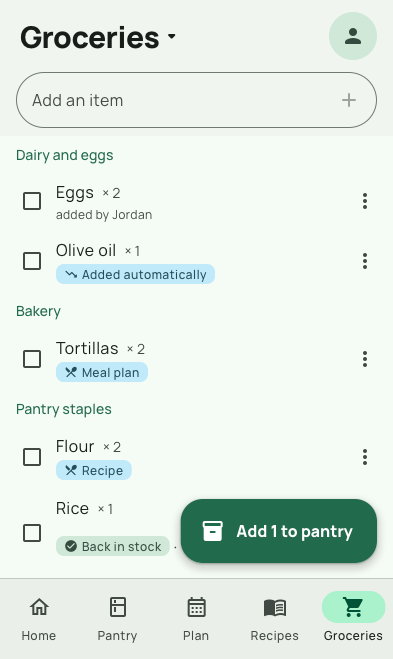 Groceries
Add an item
Dairy and eggs
Eggs × 2
added by Jordan
Olive oil × 1
Added automatically
Bakery
Tortillas × 2
Meal plan
Pantry staples
Flour × 2
Recipe
Rice × 1
Back in stock ·
Add 1 to pantry
Home Pantry Plan Recipes Groceries